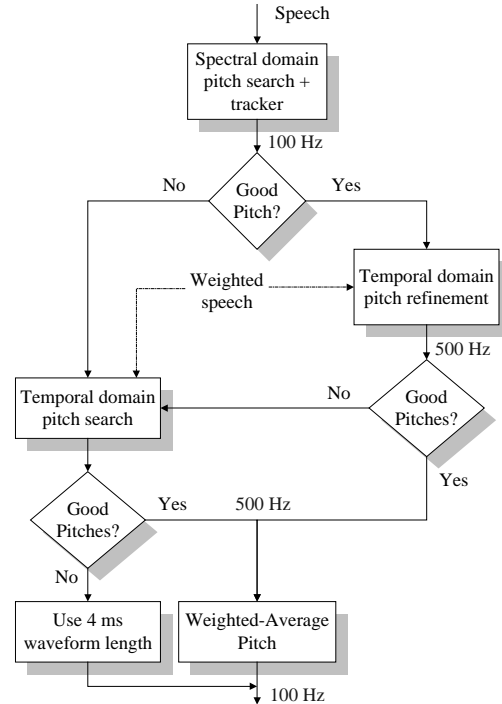 Speech
Spectral domain
pitch search +
tracker
100 Hz
Good
Pitch?
No
Yes
Weighted
speech
Temporal domain
pitch refinement
500 Hz
Temporal domain
pitch search
No
Good
Pitches?
Yes
Good
Pitches?
Yes
500 Hz
No
Use 4 ms
waveform length
Weighted-Average
Pitch
100 Hz